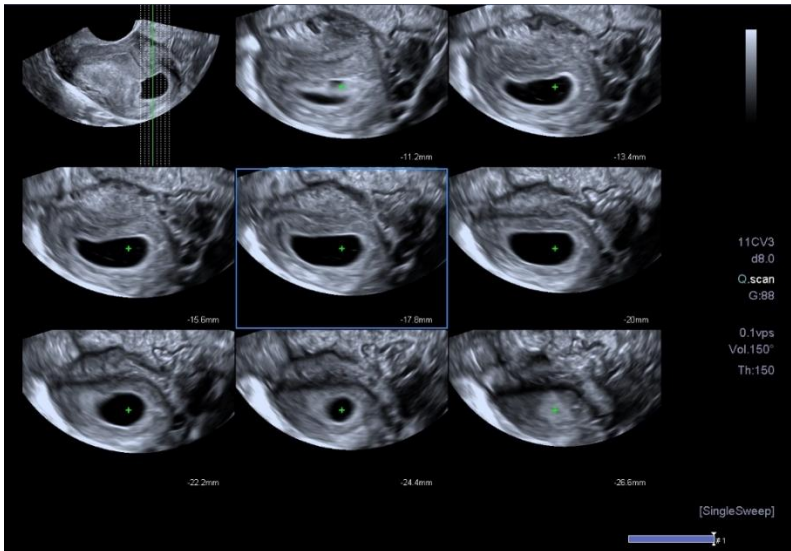 -11.2mm
-13.4mm
-15.6mm
-17.8mm
-20mm
-22.2mm
-24.4mm
-26.6mm
11CV3
d8.0
Q.scan
G:88
0.1vps
Vol.150°
Th:150
[SingleSweep]
#1